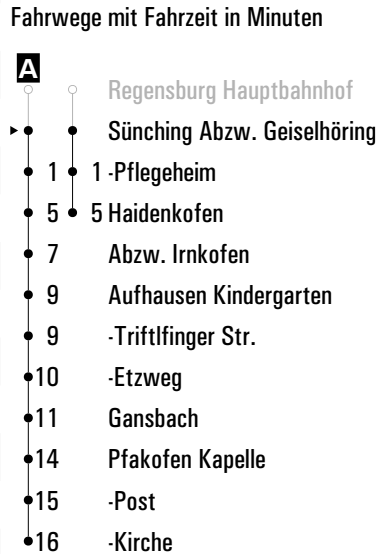 Fahrwege mit Fahrzeit in Minuten
A
Regensburg Hauptbahnhof
Sünching Abzw. Geiselhöring
1 1 -Pflegeheim
5 5 Haidenkofen
7 Abzw. Irnkofen
9 Aufhausen Kindergarten
9 -Triftlfinger Str.
10 -Etzweg
11 Gansbach
14 Pfakofen Kapelle
15 -Post
16 -Kirche